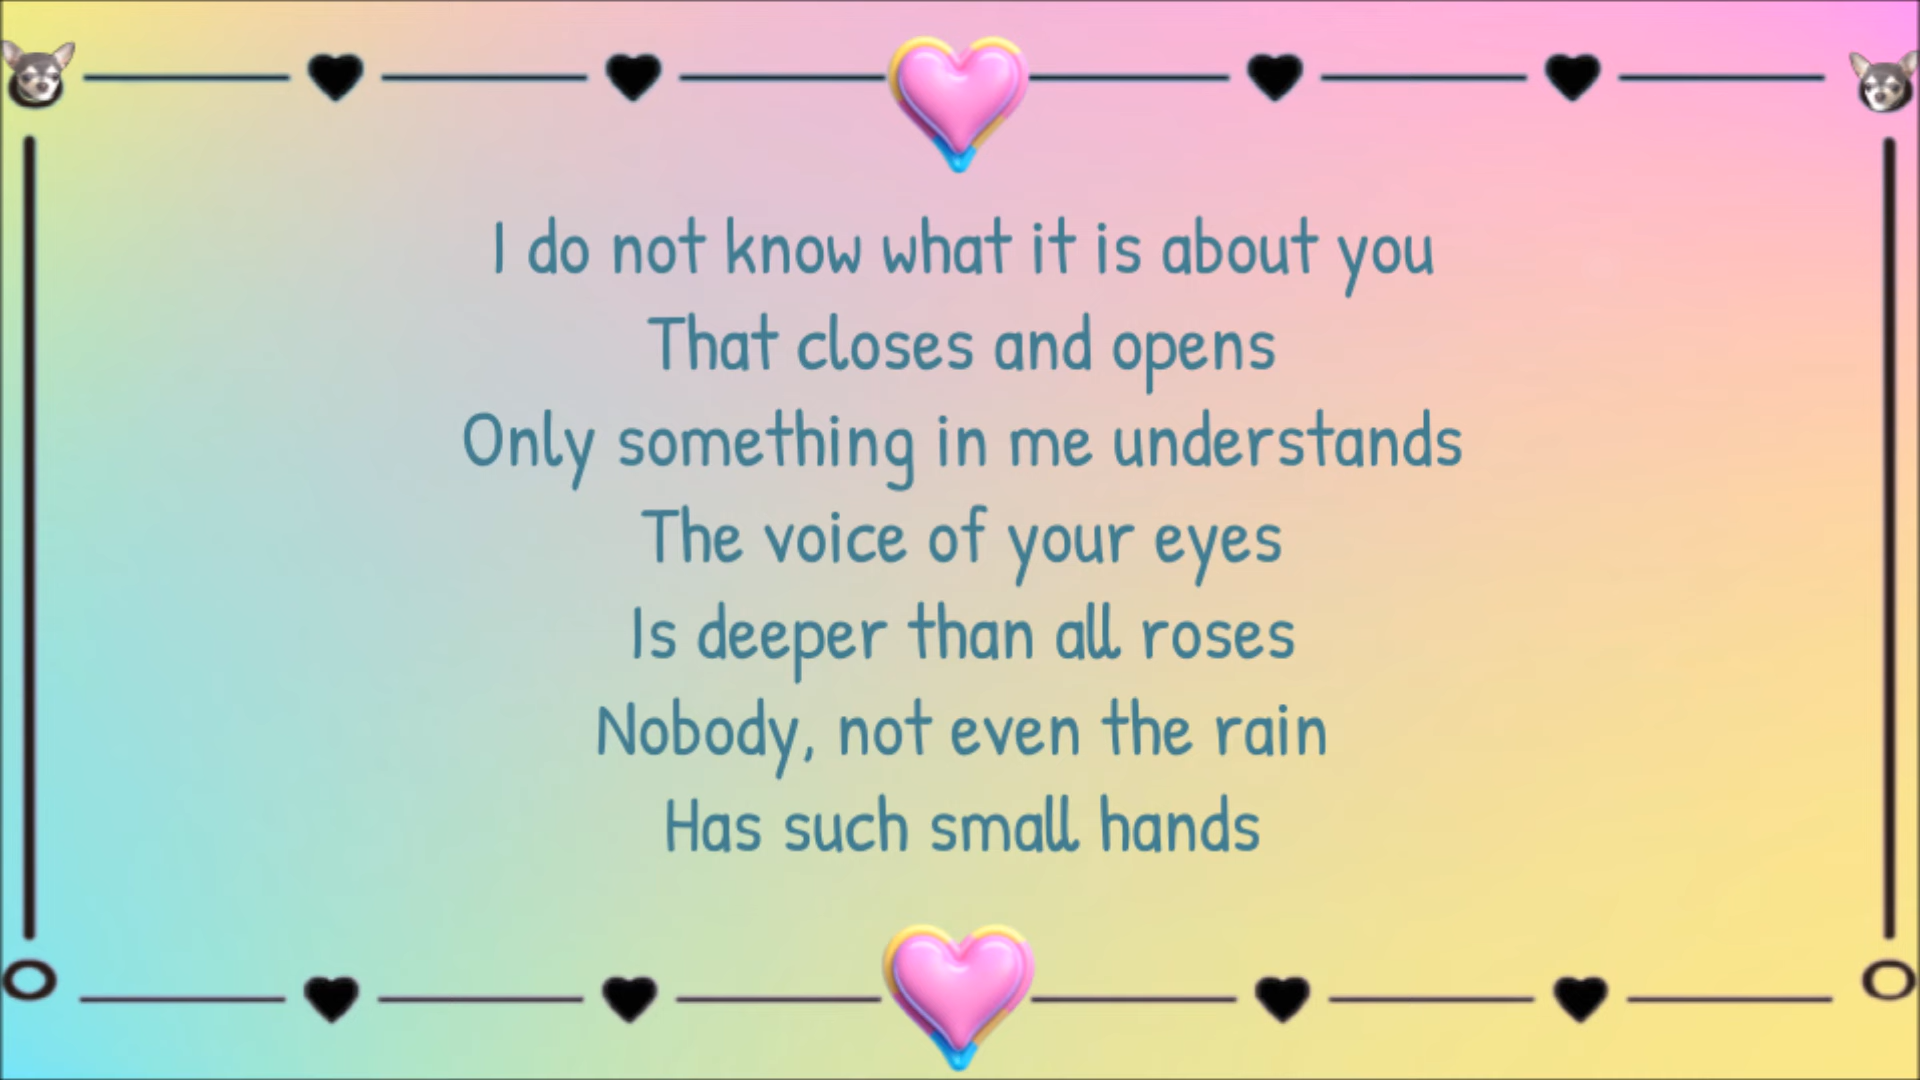 I do not know what it is about you
That closes and opens
Only something in me understands
The voice of your eyes
Is deeper than all roses
Nobody, not even the rain
Has such small hands